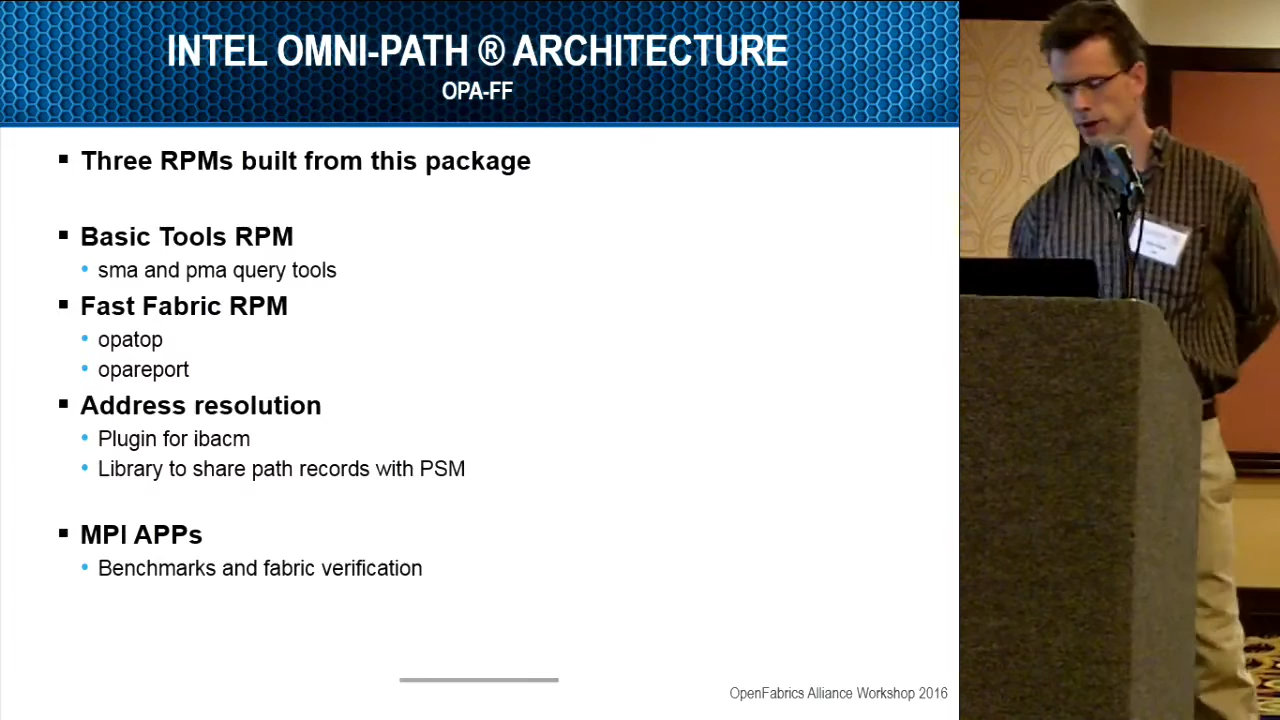 INTEL OMNI-PATH ® ARCHITECTURE
OPA-FF
▪ Three RPMs built from this package
▪ Basic Tools RPM
• sma and pma query tools
▪ Fast Fabric RPM
• opatop
• opareport
▪ Address resolution
• Plugin for ibacm
• Library to share path records with PSM
▪ MPI APPs
• Benchmarks and fabric verification
OpenFabrics Alliance Workshop 2016